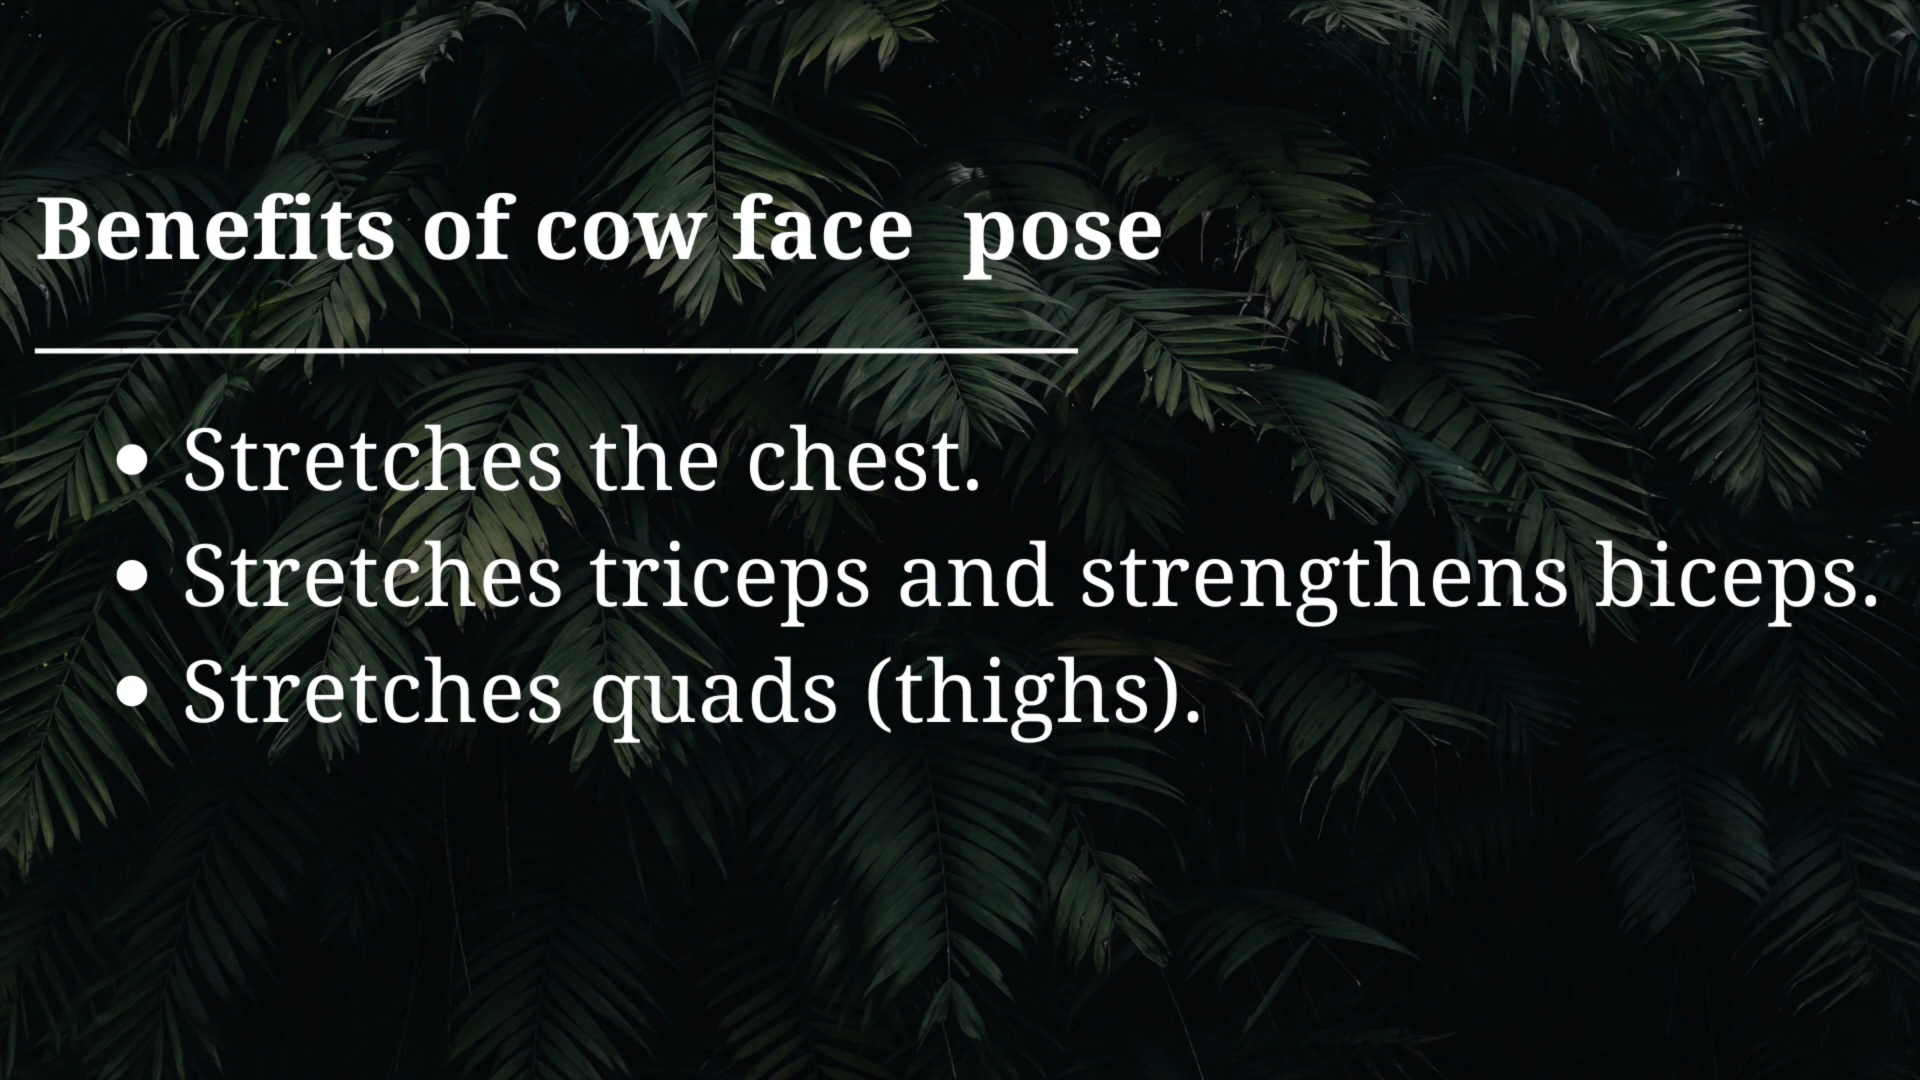 Benefits of cow face  pose
• Stretches the chest.
• Stretches triceps and strengthens biceps.
• Stretches quads (thighs).